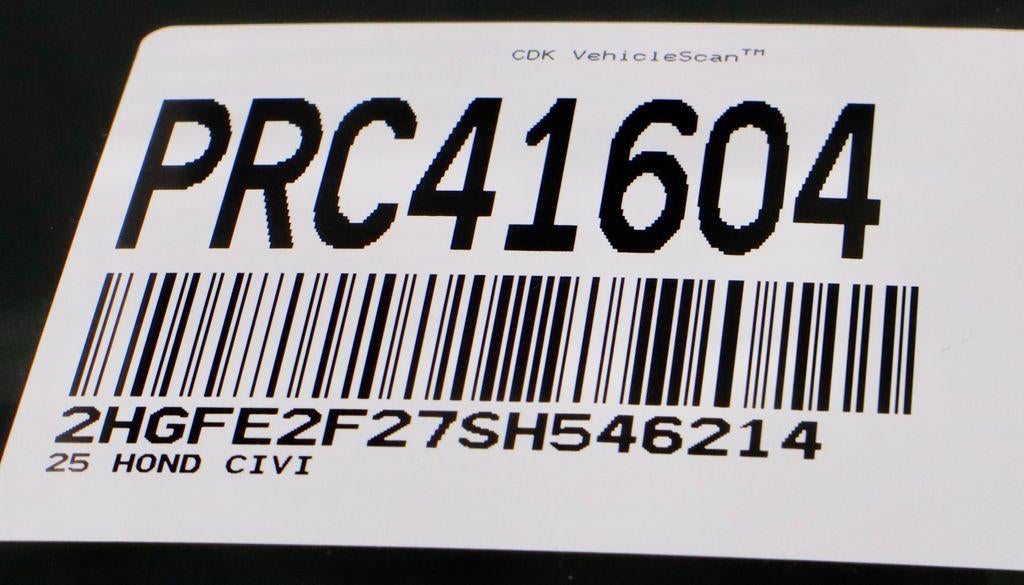 CDK VehicleScan™
PRC41604
2HGFE2F27SH546214
25 HOND CIVI